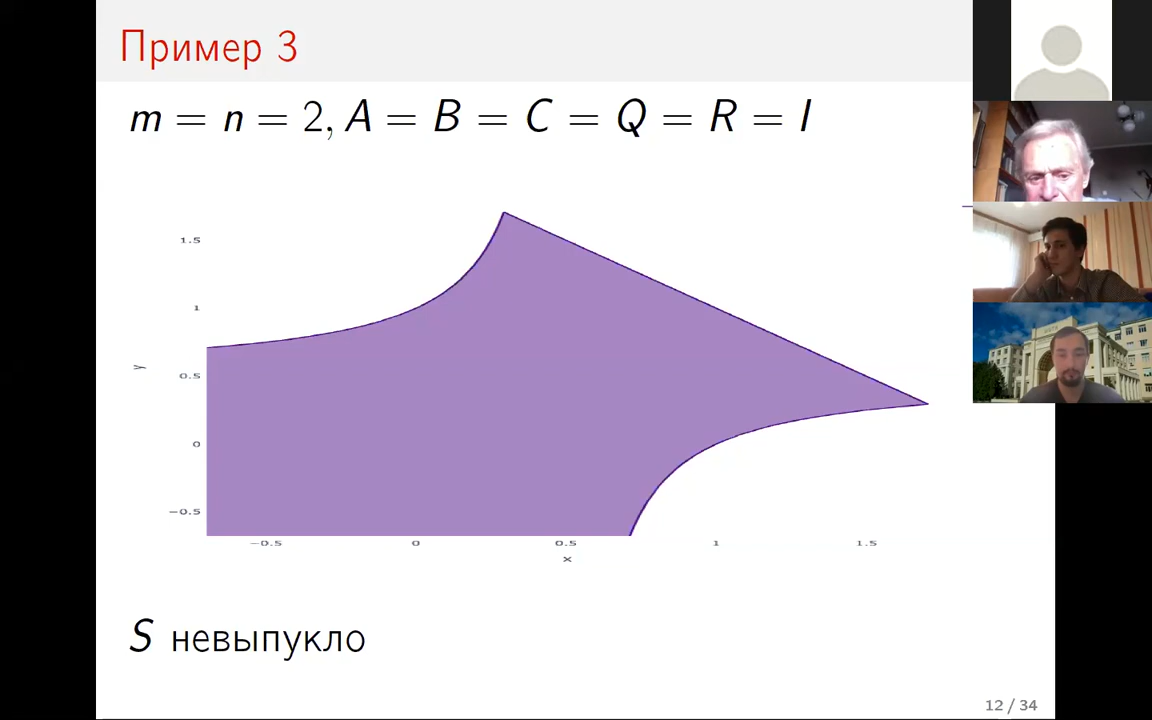 Пример 3
m = n = 2, A = B = C = Q = R = I
1.5
1
0.5
0
−0.5
y
−0.5
0
0.5
1
1.5
x
S невыпукло
12 / 34